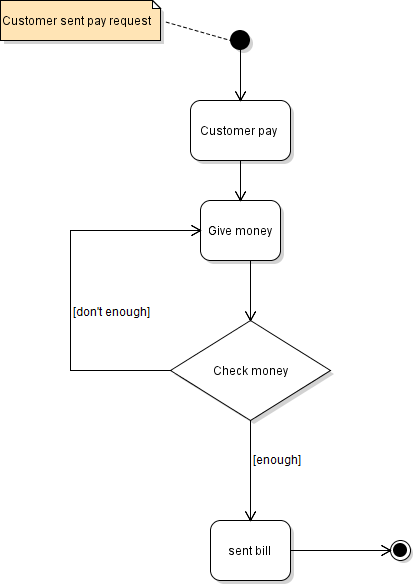 Customer sent pay request
Customer pay
Give money
[don't enough]
Check money
[enough]
sent bill